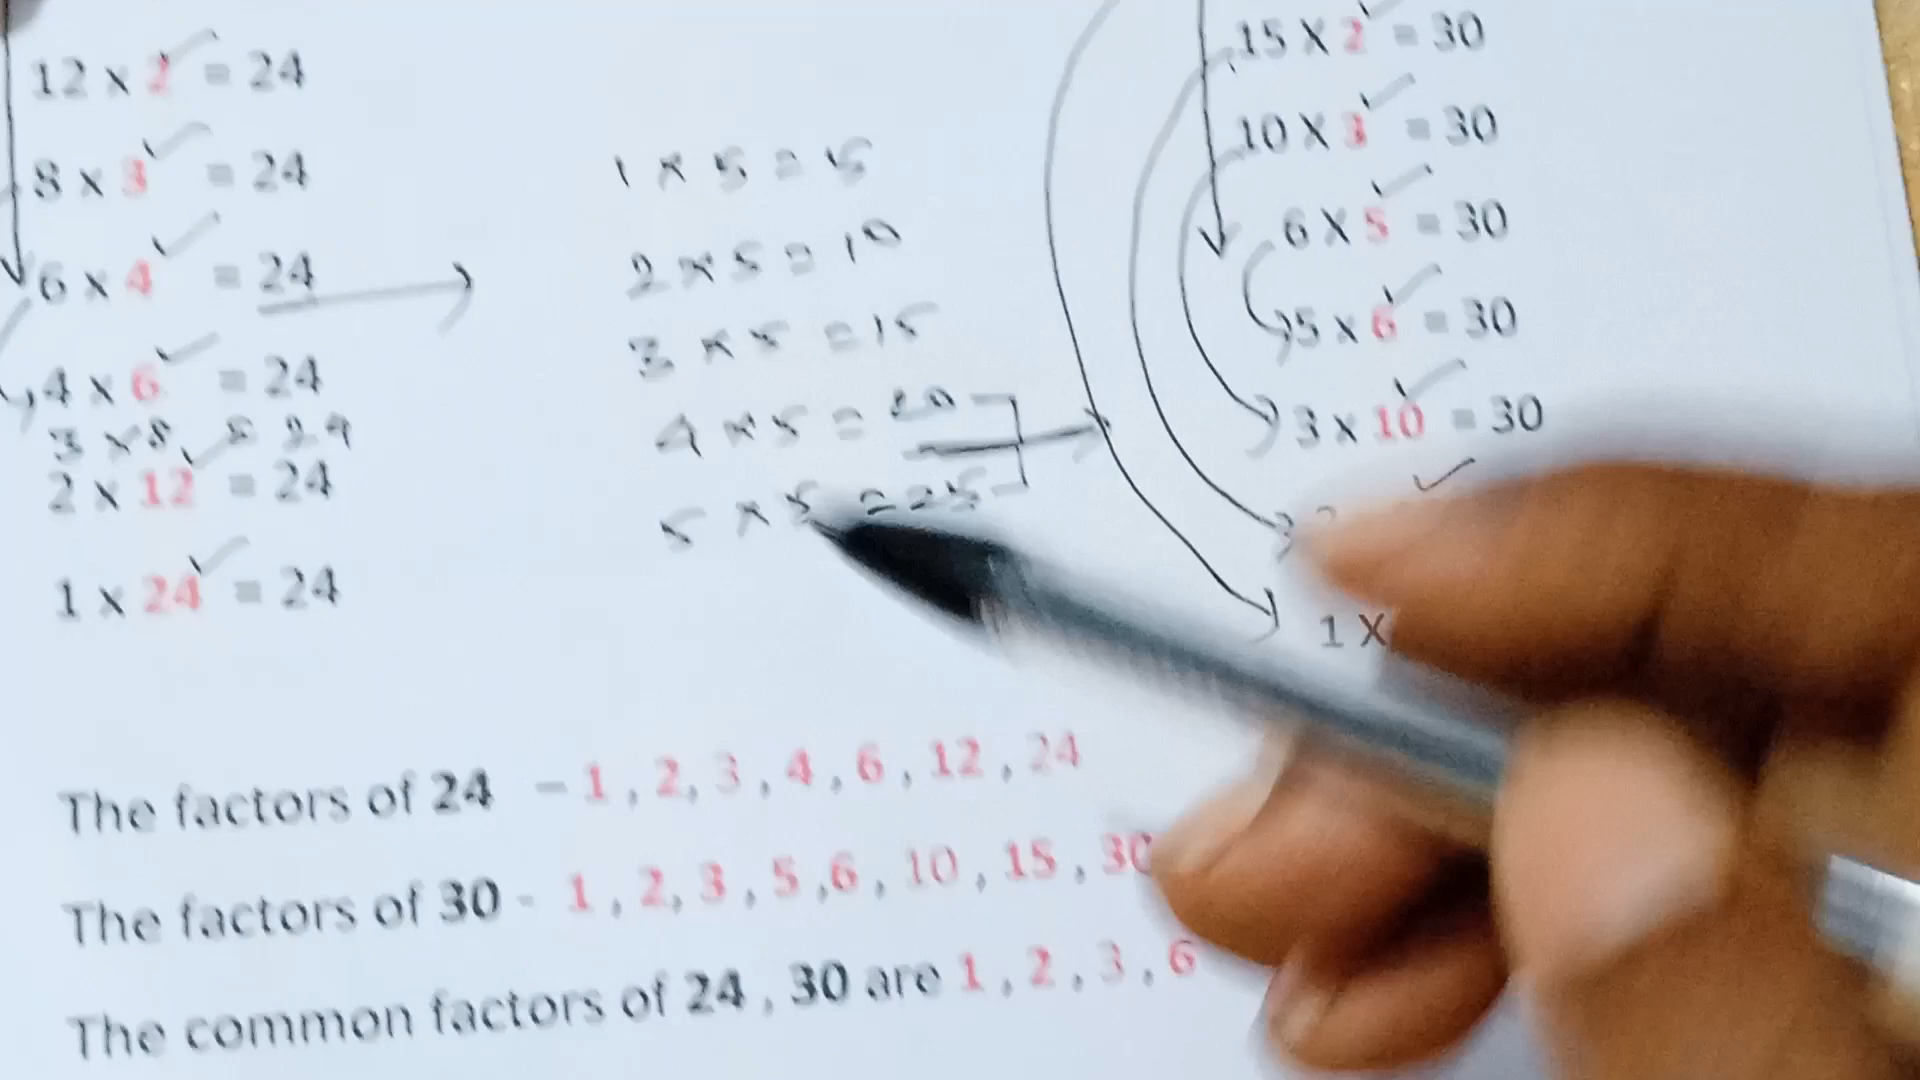 12 x 2 = 24
8 x 3 = 24
6 x 4 = 24
4 x 6 = 24
3 x 8 = 24
2 x 12 = 24
1 x 24 = 24
1 x 5 = 5
2 x 5 = 10
3 x 5 = 15
4 x 5 = 20
5 x 5 = 25
15 X 2 = 30
10 X 3 = 30
6 X 5 = 30
5 x 6 = 30
3 x 10 = 30
1 X
The factors of 24 - 1 , 2, 3 , 4 , 6 , 12 , 24
The factors of 30 - 1 , 2, 3 , 5 ,6 , 10 , 15 , 30
The common factors of 24 , 30 are 1 , 2 , 3 , 6